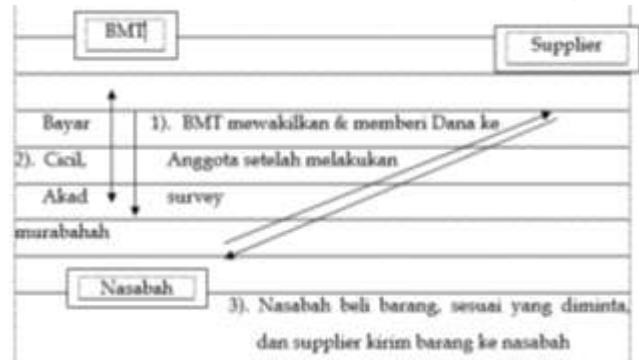 BMT
Supplier
Bayar
2). Cicil,
Akad
murabahah
1). BMT mewakilkan & memberi Dana ke
Anggota setelah melakukan
survey
Nasabah
3). Nasabah beli barang, sesuai yang diminta,
dan supplier kirim barang ke nasabah